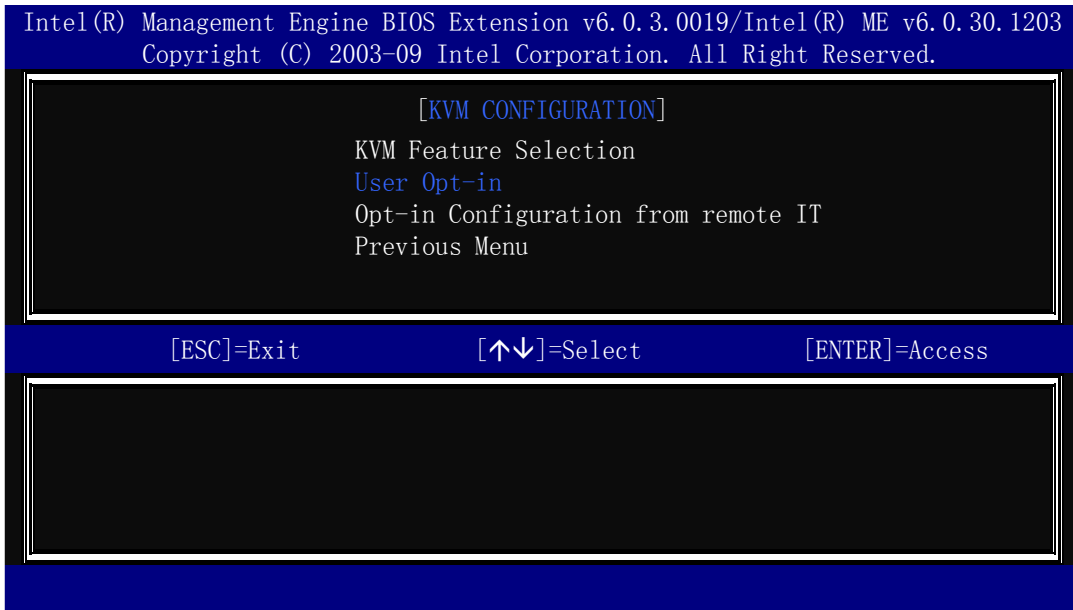 Intel(R) Management Engine BIOS Extension v6.0.3.0019/Intel(R) ME v6.0.30.1203
Copyright (C) 2003-09 Intel Corporation. All Right Reserved.
[KVM CONFIGURATION]
KVM Feature Selection
User Opt-in
Opt-in Configuration from remote IT
Previous Menu
[ESC]=Exit [↑↓]=Select [ENTER]=Access